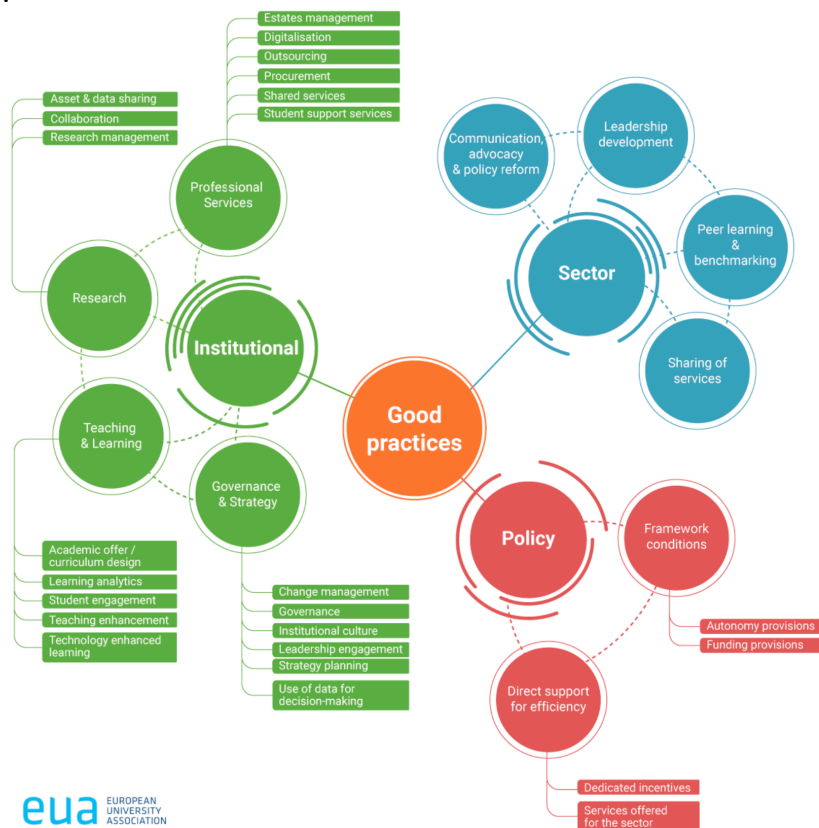 Estates management
Digitalisation
Outsourcing
Procurement
Shared services
Student support services
Asset & data sharing
Collaboration
Research management
Professional
Services
Research
Institutional
Teaching
& Learning
Governance
& Strategy
Academic offer /
curriculum design
Learning analytics
Student engagement
Teaching enhancement
Technology enhanced
learning
Change management
Governance
Institutional culture
Leadership engagement
Strategy planning
Use of data for
decision-making
Good
practices
Communication,
advocacy
& policy reform
Leadership
development
Peer learning
&
benchmarking
Sector
Sharing of
services
Policy
Framework
conditions
Autonomy provisions
Funding provisions
Direct support
for efficiency
Dedicated incentives
Services offered
for the sector
eua
EUROPEAN
UNIVERSITY
ASSOCIATION